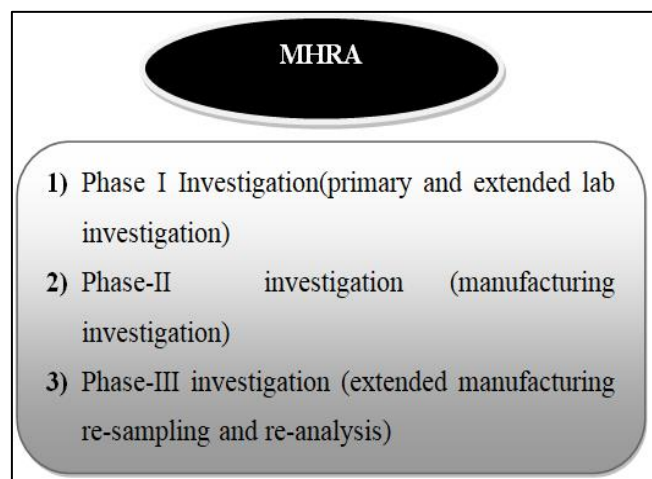 MHRA
1) Phase I Investigation(primary and extended lab
investigation)
2) Phase-II investigation (manufacturing
investigation)
3) Phase-III investigation (extended manufacturing
re-sampling and re-analysis)